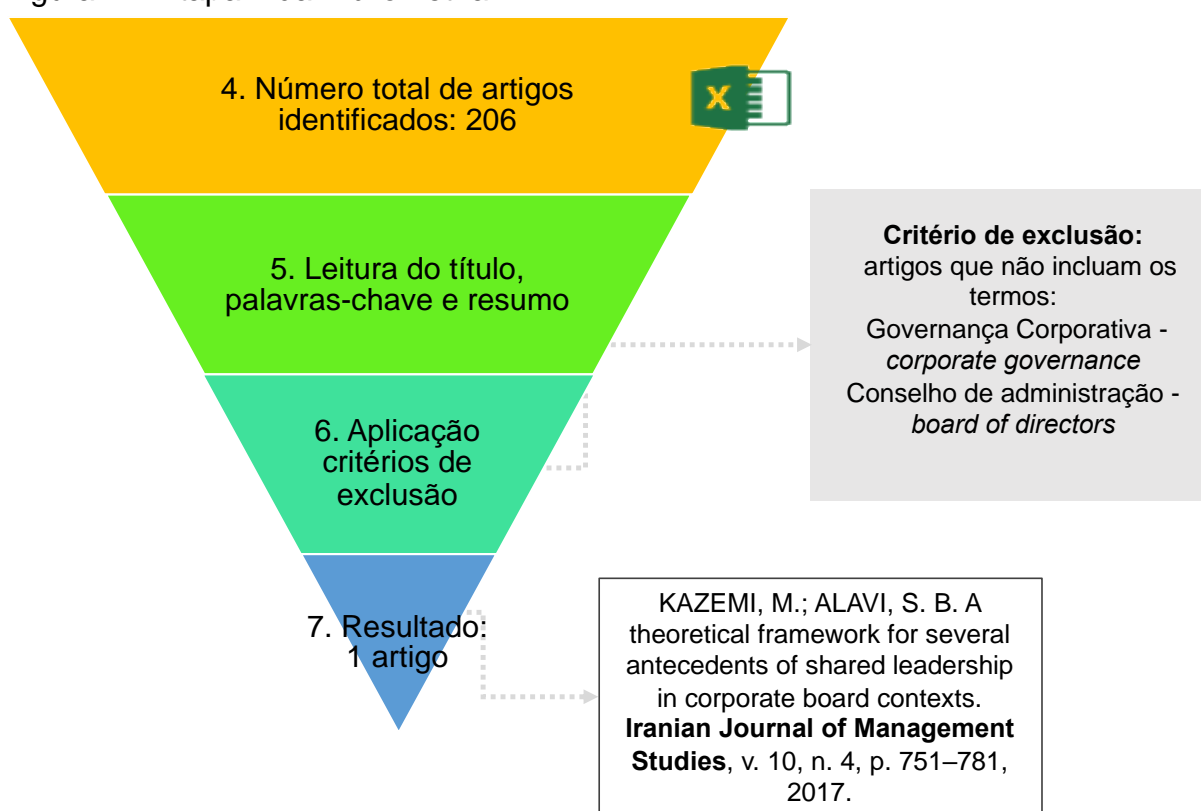 4. Número total de artigos
identificados: 206
X
5. Leitura do título,
palavras-chave e resumo
Critério de exclusão:
artigos que não incluam os
termos:
Governança Corporativa -
corporate governance
Conselho de administração -
board of directors
6. Aplicação
critérios de
exclusão
7. Resultado:
1 artigo
KAZEMI, M.; ALAVI, S. B. A
theoretical framework for several
antecedents of shared leadership
in corporate board contexts.
Iranian Journal of Management
Studies, v. 10, n. 4, p. 751–781,
2017.